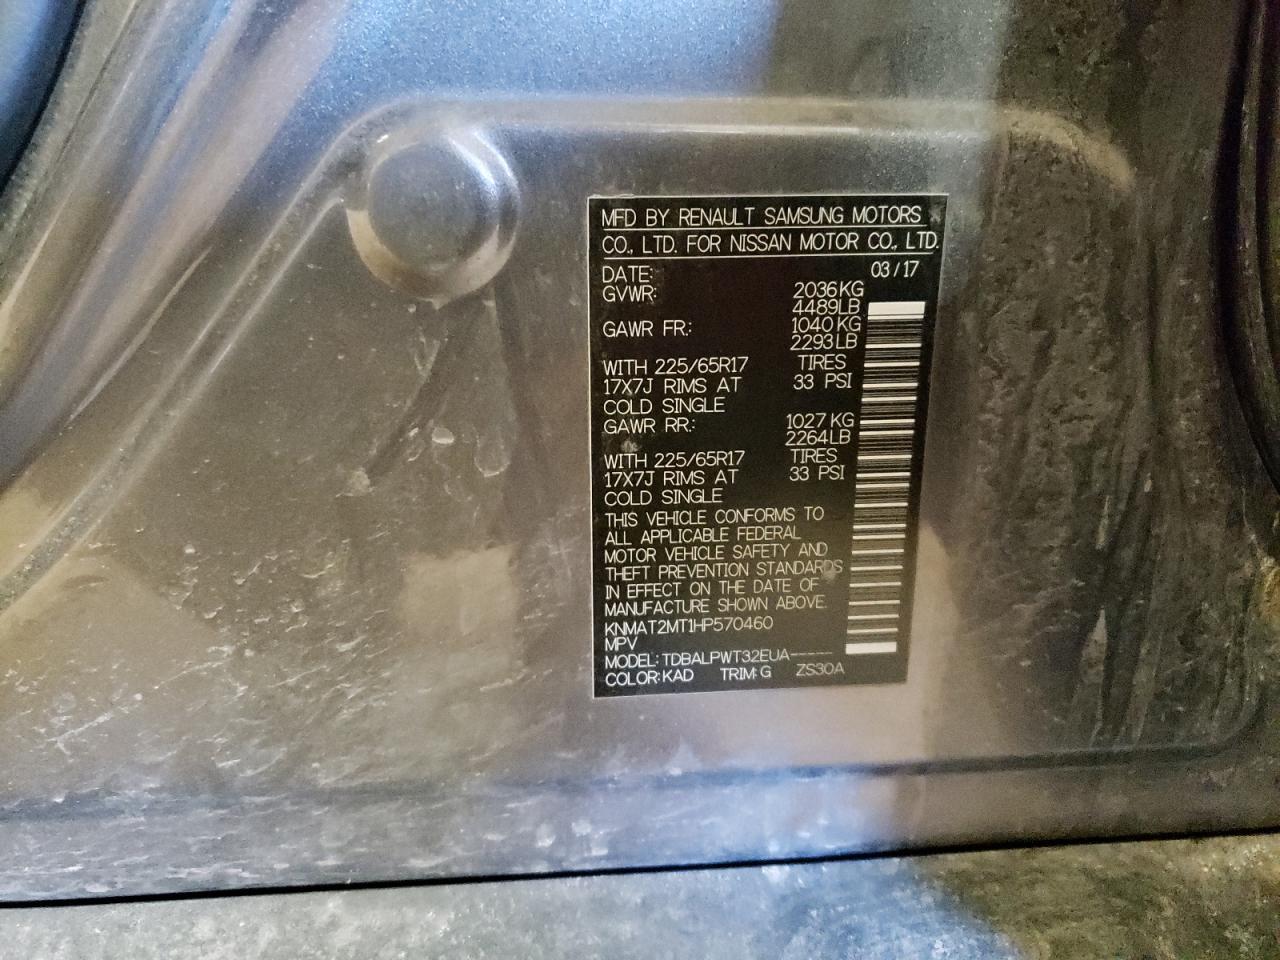 MFD BY RENAULT SAMSUNG MOTORS
CO., LTD. FOR NISSAN MOTOR CO., LTD.
DATE: 03/17
GVWR: 2036KG
4489LB
GAWR FR.: 1040KG
2293LB
WITH 225/65R17 TIRES
17X7J RIMS AT 33 PSI
COLD SINGLE
GAWR RR.: 1027KG
2264LB
WITH 225/65R17 TIRES
17X7J RIMS AT 33 PSI
COLD SINGLE
THIS VEHICLE CONFORMS TO
ALL APPLICABLE FEDERAL
MOTOR VEHICLE SAFETY AND
THEFT PREVENTION STANDARDS
IN EFFECT ON THE DATE OF
MANUFACTURE SHOWN ABOVE.
KNMAT2MT1HP570460
MPV
MODEL: TDBALPWT32EUA-----
COLOR: KAD TRIM: G ZS30A